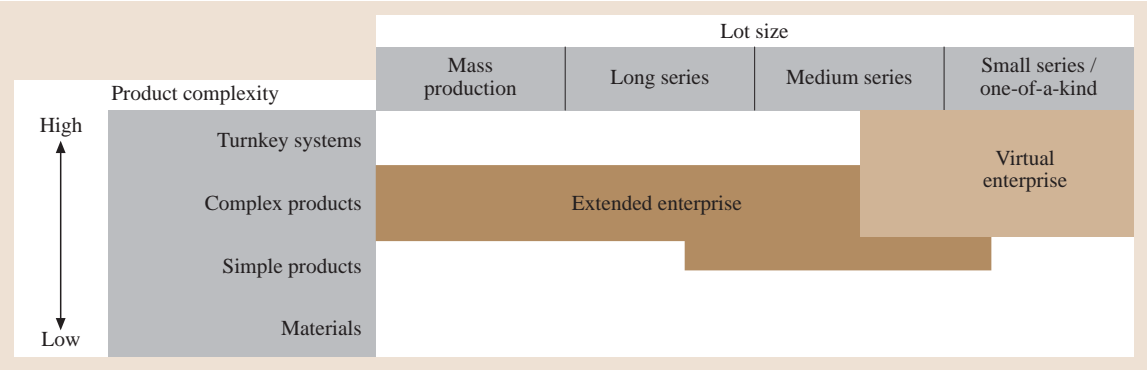 Lot size
Mass
production
Long series
Medium series
Small series /
one-of-a-kind
Product complexity
High
Turnkey systems
Virtual
enterprise
Complex products
Extended enterprise
Simple products
Materials
Low